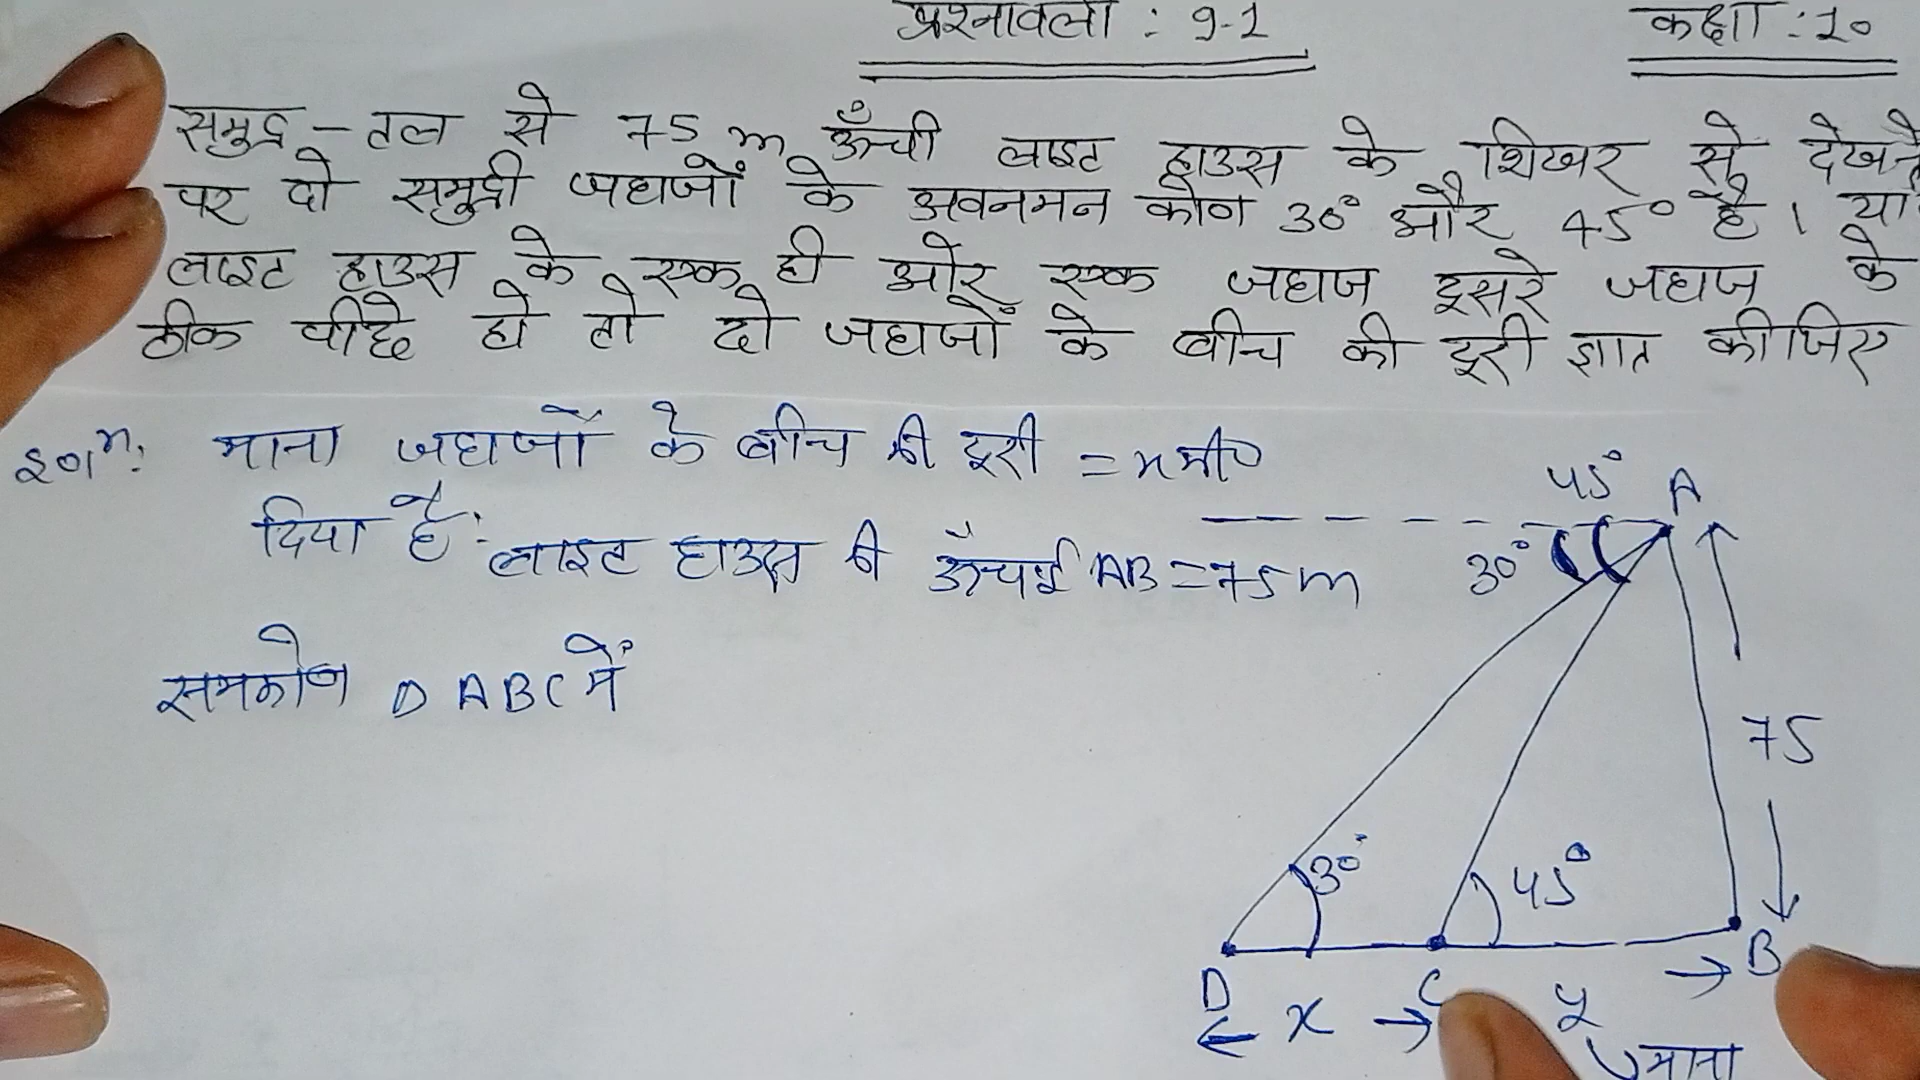 प्रश्नावली : 9.1 कक्षा : 10
समुद्र - तल से 75 m ऊँची लाइट हाउस के शिखर से देखने
पर दो समुद्री जहाजों के अवनमन कोण 30° और 45° है। यदि
लाइट हाउस के एक ही ओर एक जहाज दूसरे जहाज के
ठीक पीछे हो तो दो जहाजों के बीच की दूरी ज्ञात कीजिए
Solⁿ: माना जहाजों के बीच की दूरी = x मी०
दिया है: लाइट हाउस की ऊँचाई AB = 75 m
समकोण Δ ABC में
45° A
30°
75
30° 45°
D C B
x y
माना